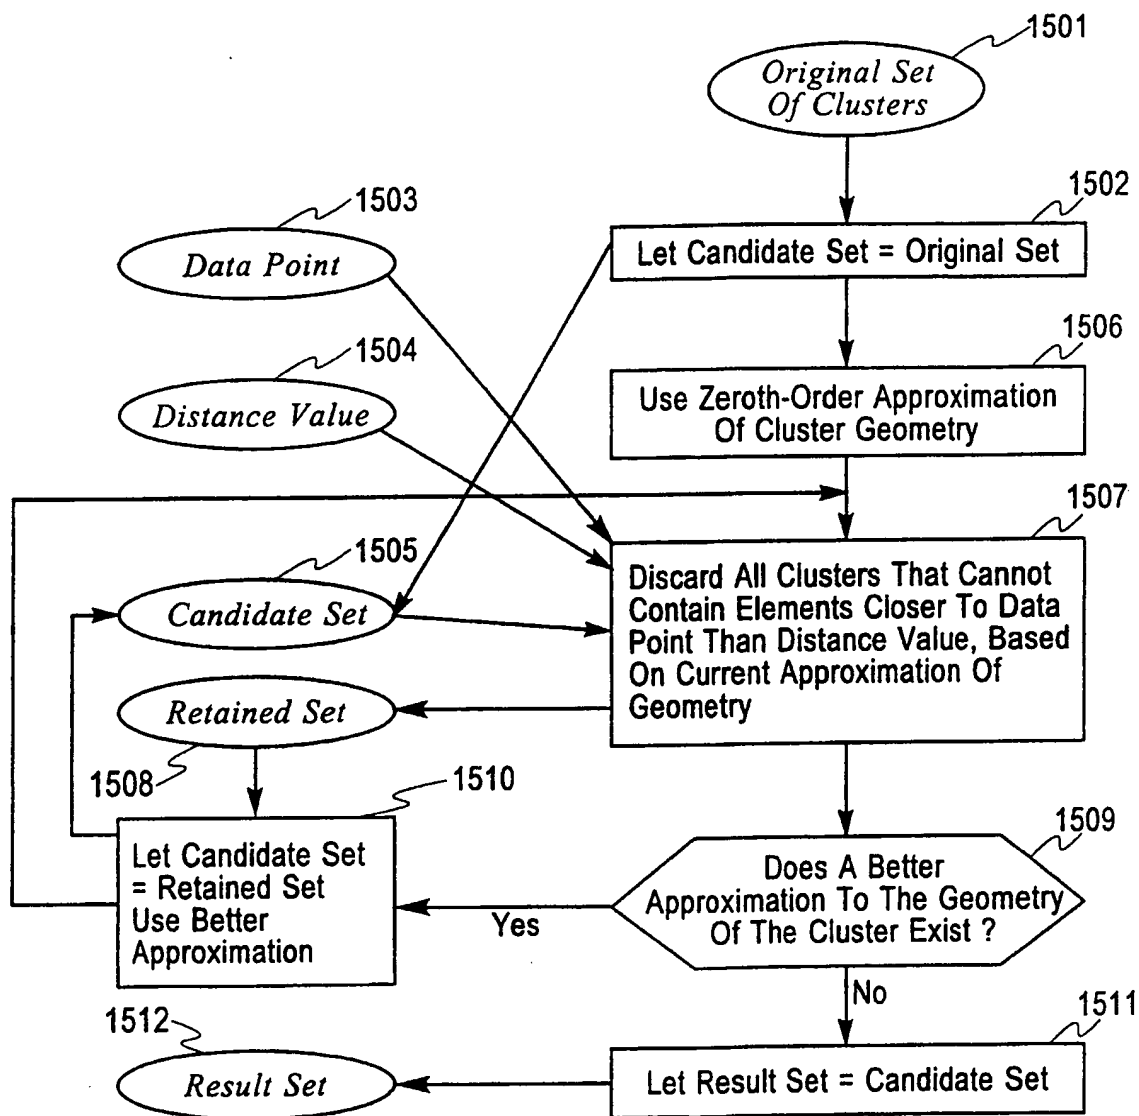 1501
Original Set
Of Clusters
1502
1503
Let Candidate Set = Original Set
Data Point
1506
1504
Use Zeroth-Order Approximation
Of Cluster Geometry
Distance Value
1507
1505
Discard All Clusters That Cannot
Contain Elements Closer To Data
Point Than Distance Value, Based
On Current Approximation Of
Geometry
Candidate Set
Retained Set
1508
1510
1509
Let Candidate Set
= Retained Set
Use Better
Approximation
Does A Better
Approximation To The Geometry
Of The Cluster Exist ?
Yes
No
1512
1511
Result Set
Let Result Set = Candidate Set